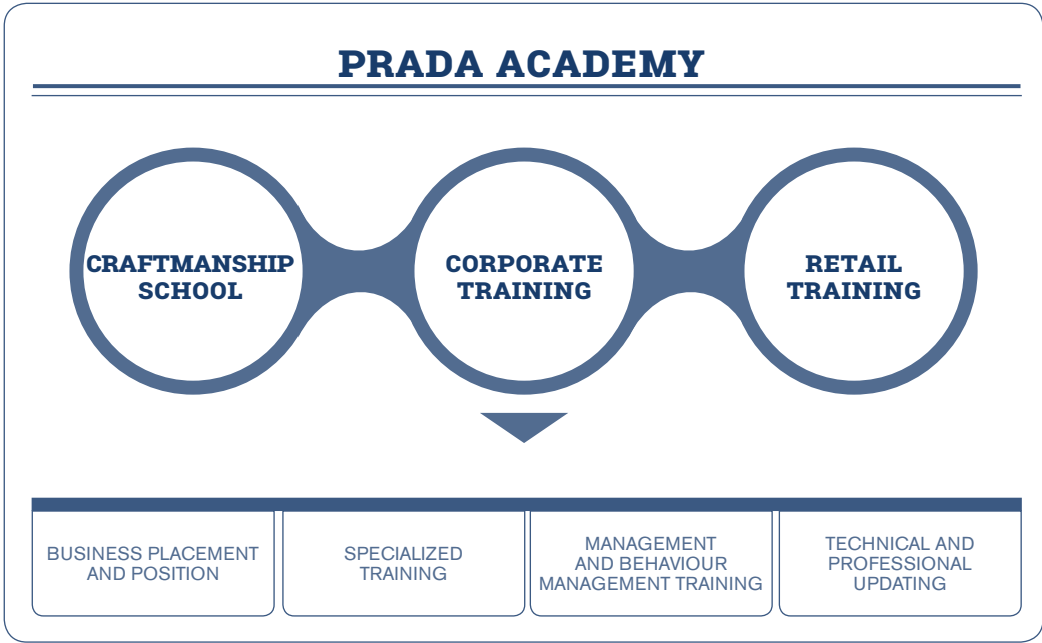 PRADA ACADEMY
CRAFTMANSHIP
SCHOOL
CORPORATE
TRAINING
RETAIL
TRAINING
BUSINESS PLACEMENT
AND POSITION
SPECIALIZED
TRAINING
MANAGEMENT
AND BEHAVIOUR
MANAGEMENT TRAINING
TECHNICAL AND
PROFESSIONAL
UPDATING